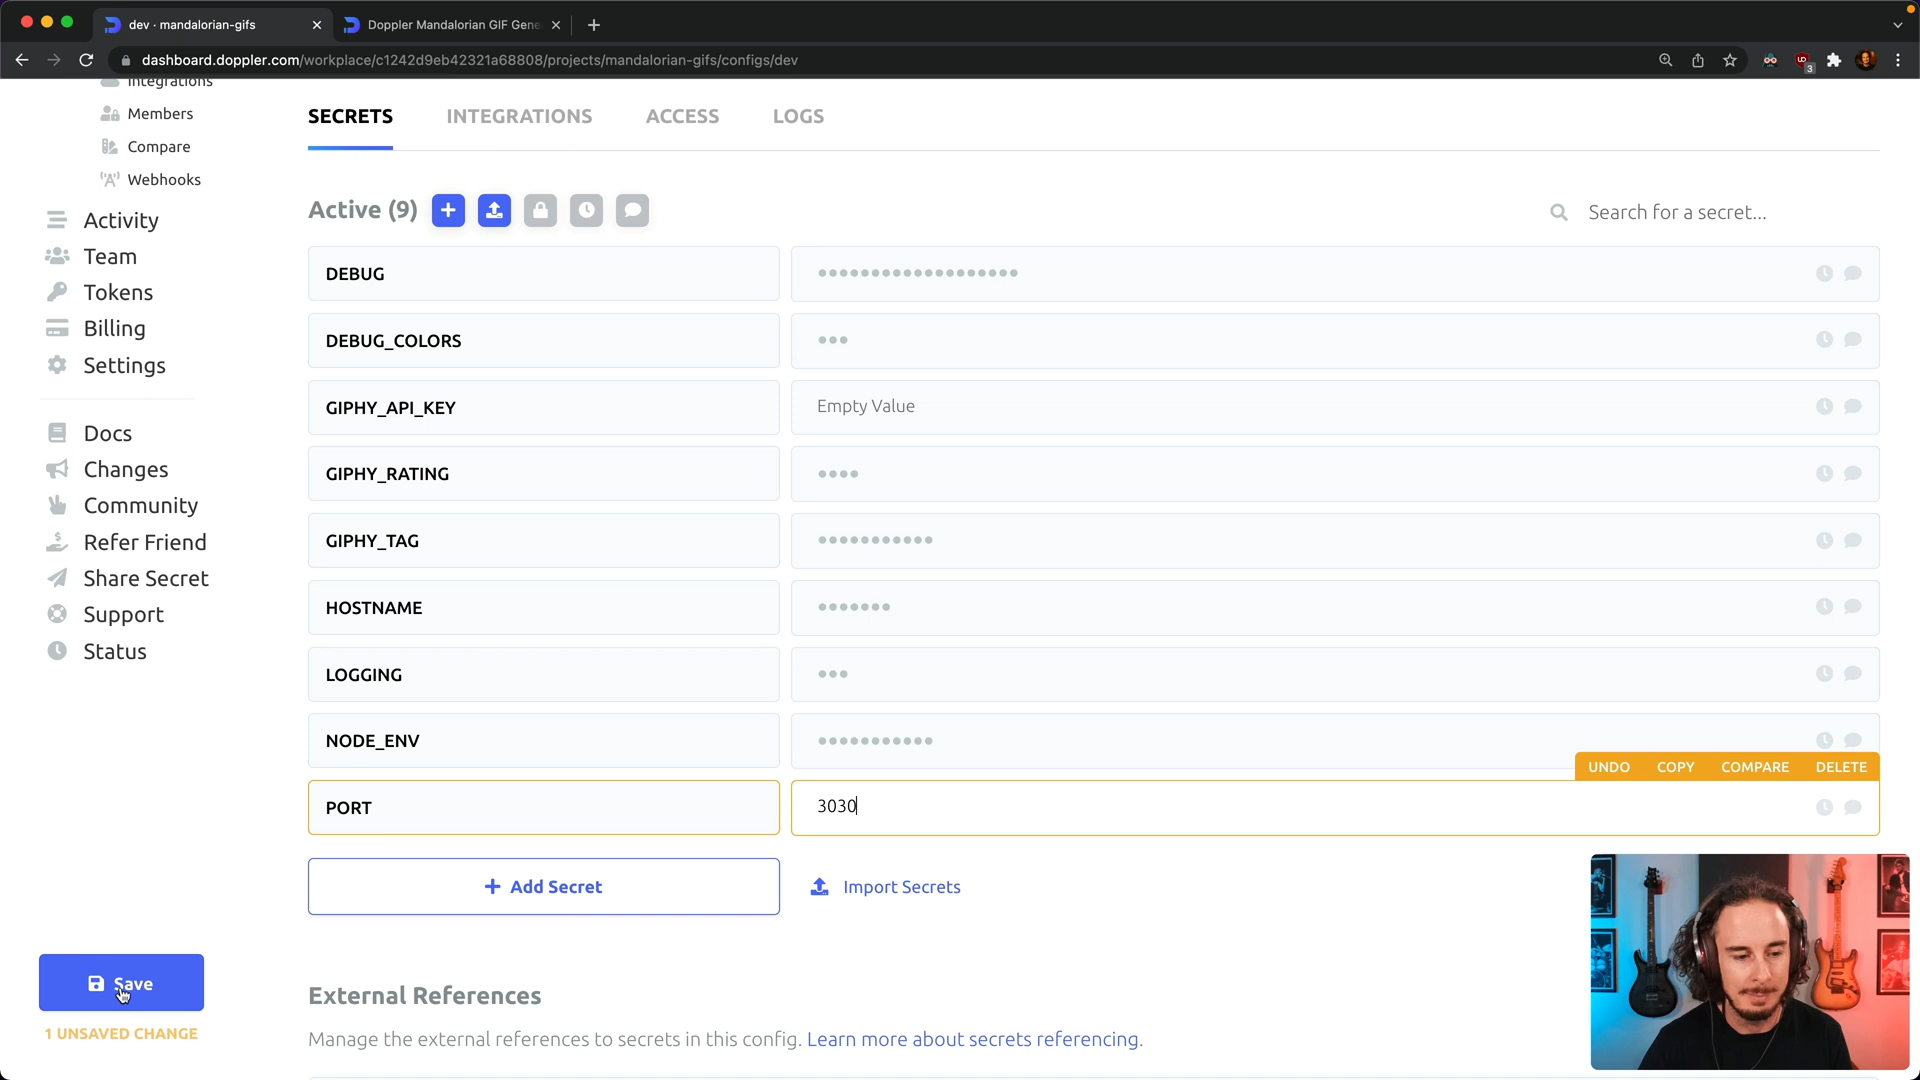 dev · mandalorian-gifs
Doppler Mandalorian GIF Gene
dashboard.doppler.com/workplace/c1242d9eb42321a68808/projects/mandalorian-gifs/configs/dev
3
Integrations
Members
Compare
Webhooks
Activity
Team
Tokens
Billing
Settings
Docs
Changes
Community
Refer Friend
Share Secret
Support
Status
Save
1 UNSAVED CHANGE
SECRETS
INTEGRATIONS
ACCESS
LOGS
Active (9)
Search for a secret...
DEBUG
DEBUG_COLORS
GIPHY_API_KEY
Empty Value
GIPHY_RATING
GIPHY_TAG
HOSTNAME
LOGGING
NODE_ENV
UNDO COPY COMPARE DELETE
PORT
3030
+ Add Secret
Import Secrets
External References
Manage the external references to secrets in this config. Learn more about secrets referencing.